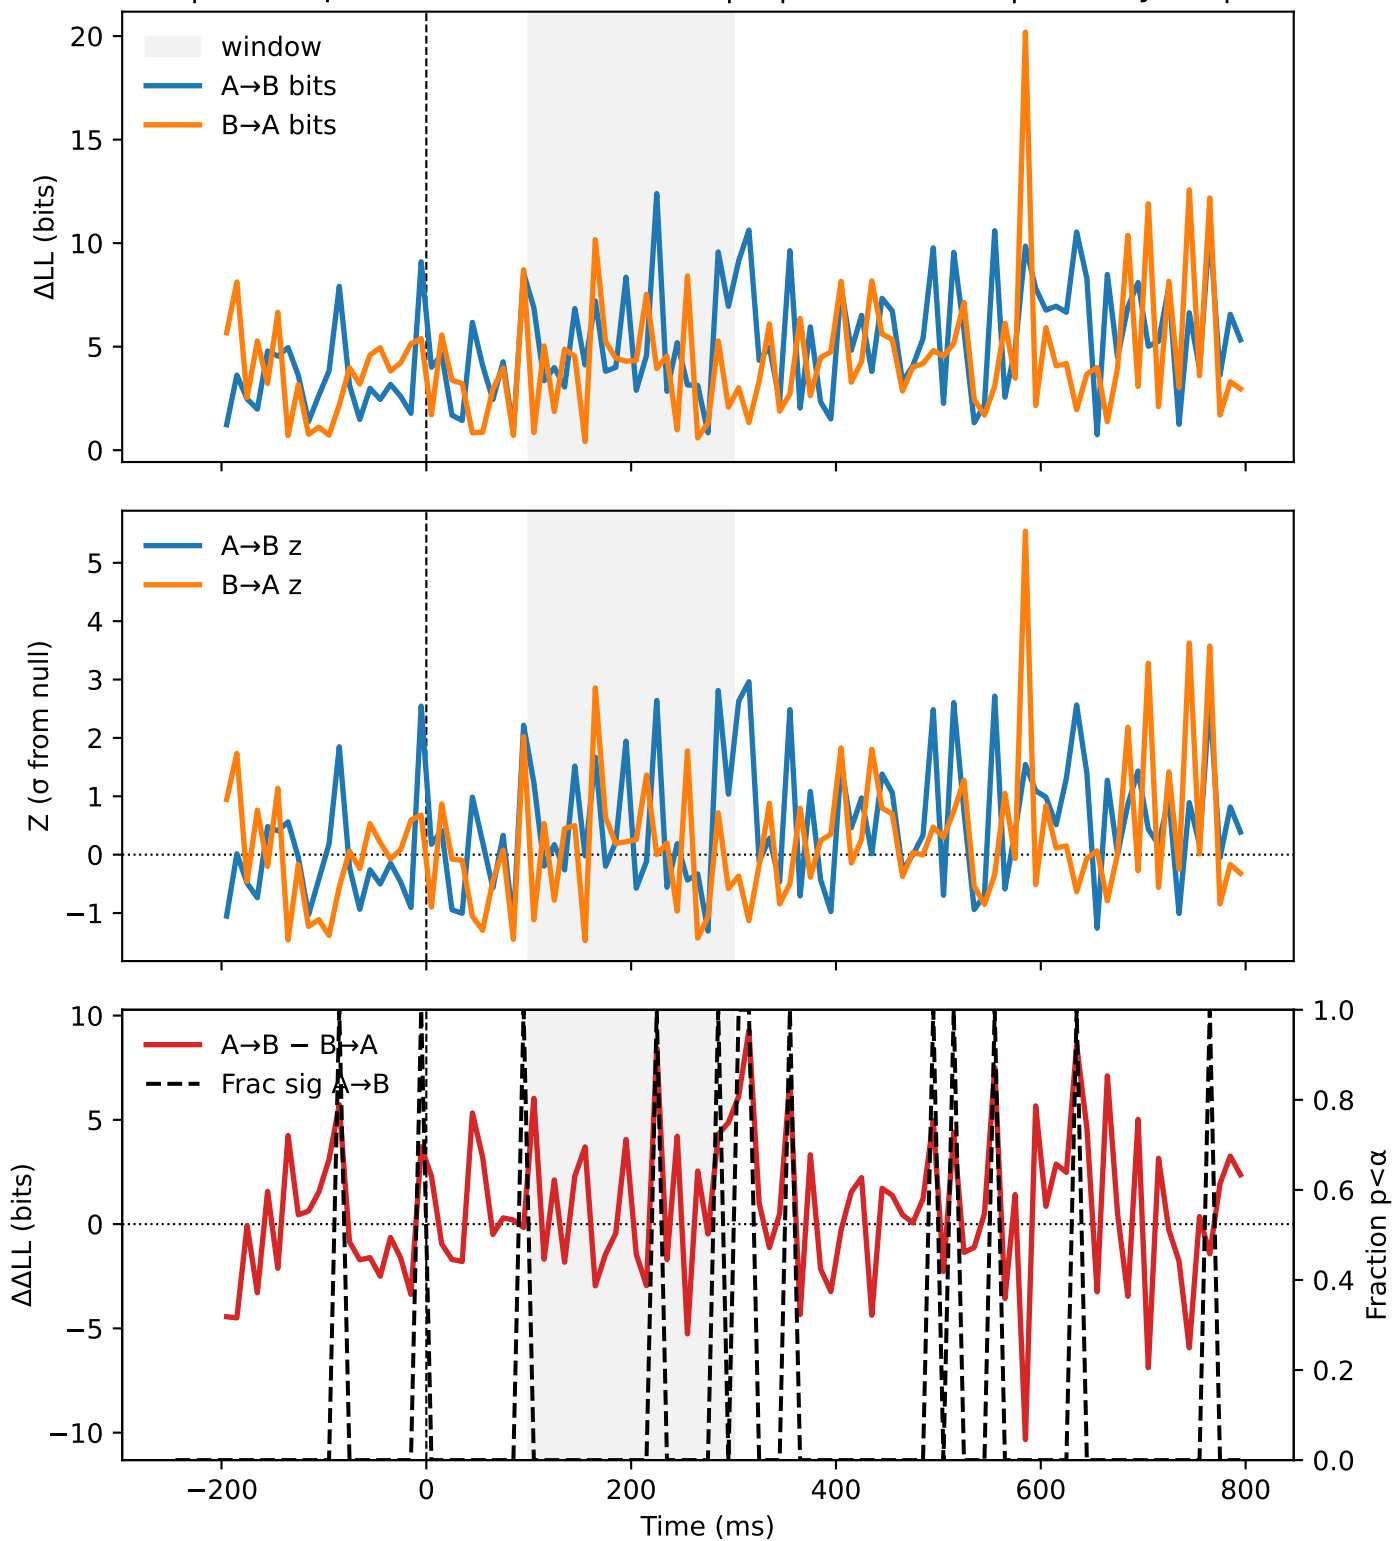 20
15
10
5
0
ΔLL (bits)
window
A→B bits
B→A bits
5
4
3
2
1
0
−1
Z (σ from null)
A→B z
B→A z
10
5
0
−5
−10
ΔΔLL (bits)
A→B − B→A
Frac sig A→B
1.0
0.8
0.6
0.4
0.2
0.0
Fraction p<α
−200 0 200 400 600 800
Time (ms)